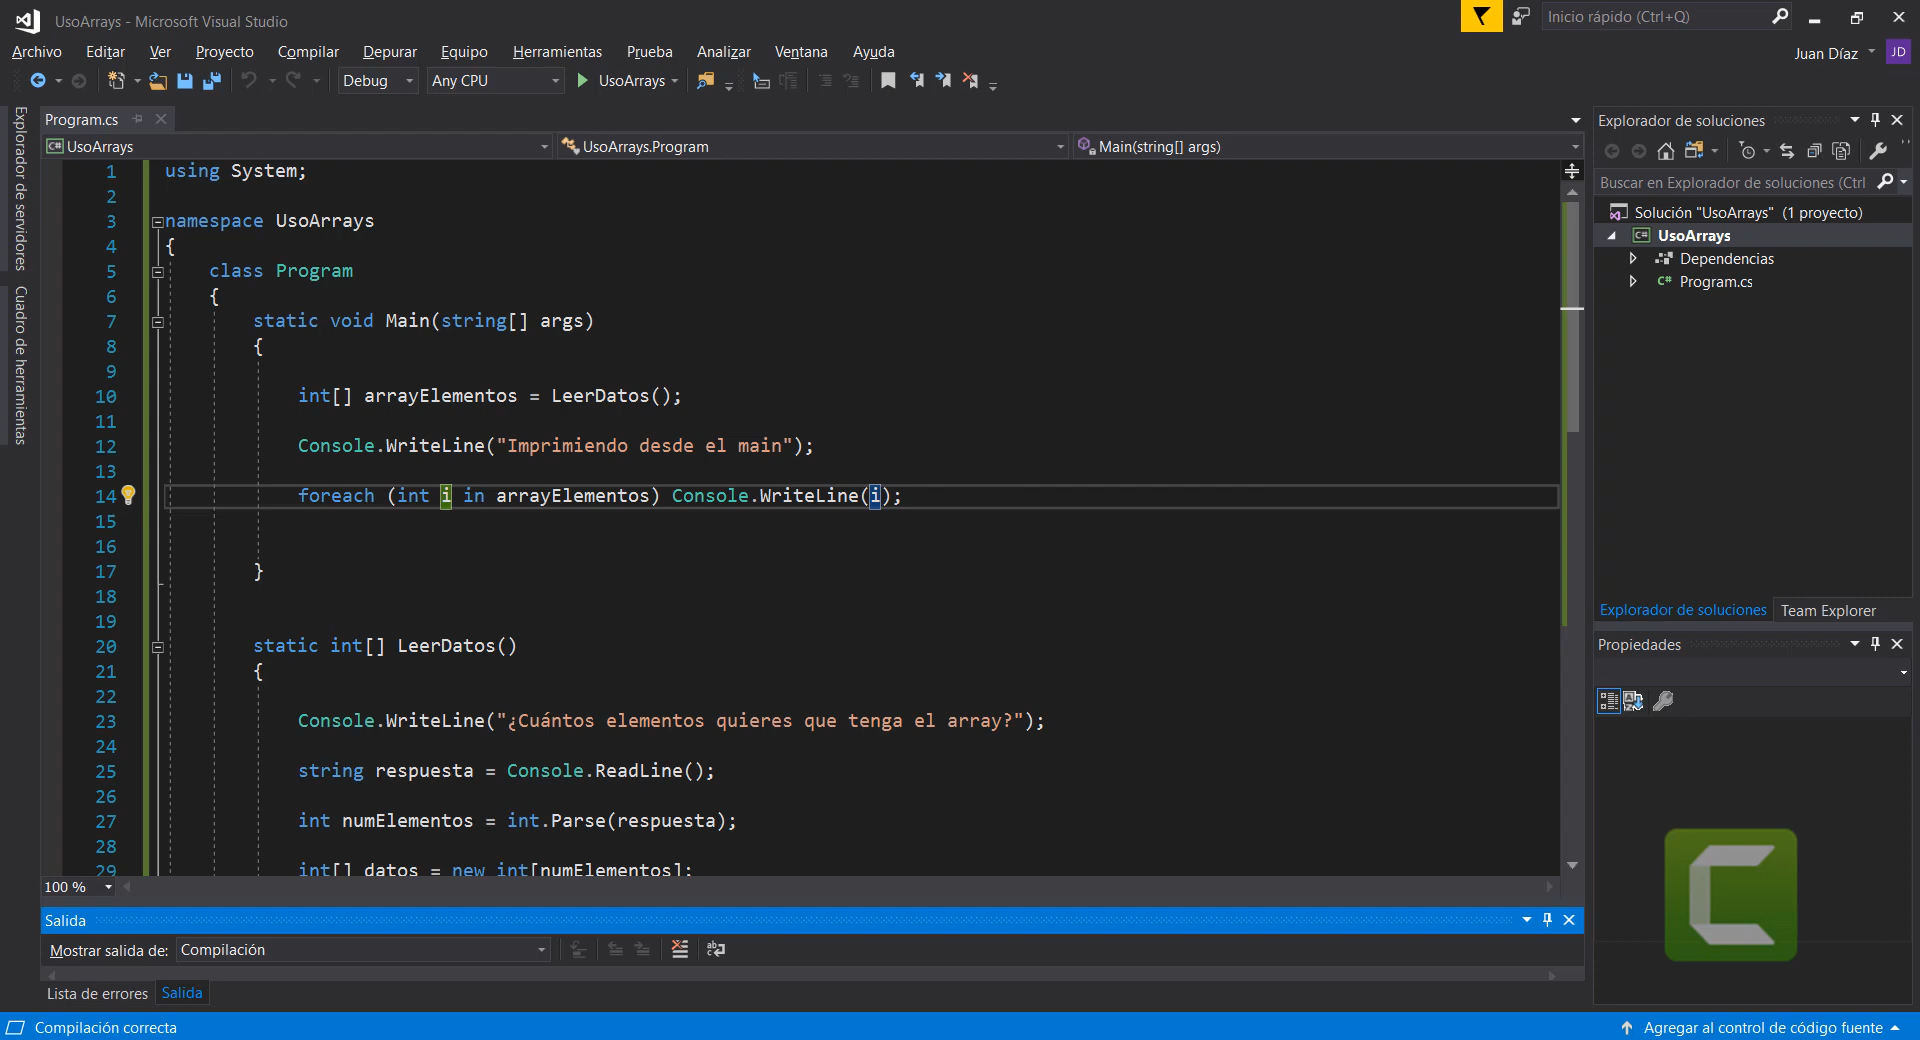 UsoArrays - Microsoft Visual Studio
Inicio rápido (Ctrl+Q)
Archivo Editar Ver Proyecto Compilar Depurar Equipo Herramientas Prueba Analizar Ventana Ayuda
Juan Díaz JD
Debug Any CPU UsoArrays
Explorador de servidores
Cuadro de herramientas
Program.cs
UsoArrays UsoArrays.Program Main(string[] args)
1 using System;
2
3 namespace UsoArrays
4 {
5 class Program
6 {
7 static void Main(string[] args)
8 {
9
10 int[] arrayElementos = LeerDatos();
11
12 Console.WriteLine("Imprimiendo desde el main");
13
14 foreach (int i in arrayElementos) Console.WriteLine(i);
15
16
17 }
18
19
20 static int[] LeerDatos()
21 {
22
23 Console.WriteLine("¿Cuántos elementos quieres que tenga el array?");
24
25 string respuesta = Console.ReadLine();
26
27 int numElementos = int.Parse(respuesta);
28
29 int[] datos = new int[numElementos];
100 %
Salida
Mostrar salida de: Compilación
Lista de errores Salida
Compilación correcta
Explorador de soluciones
Buscar en Explorador de soluciones (Ctrl
Solución "UsoArrays" (1 proyecto)
C# UsoArrays
Dependencias
C# Program.cs
Explorador de soluciones Team Explorer
Propiedades
Agregar al control de código fuente